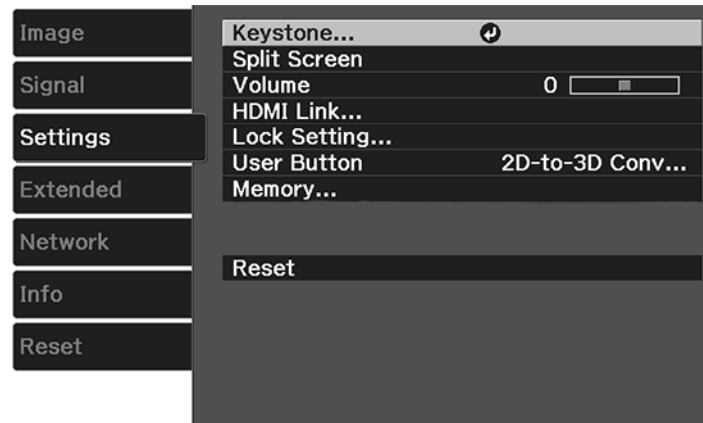 Image
Signal
Settings
Extended
Network
Info
Reset
Keystone...
Split Screen
Volume 0
HDMI Link...
Lock Setting...
User Button 2D-to-3D Conv...
Memory...
Reset